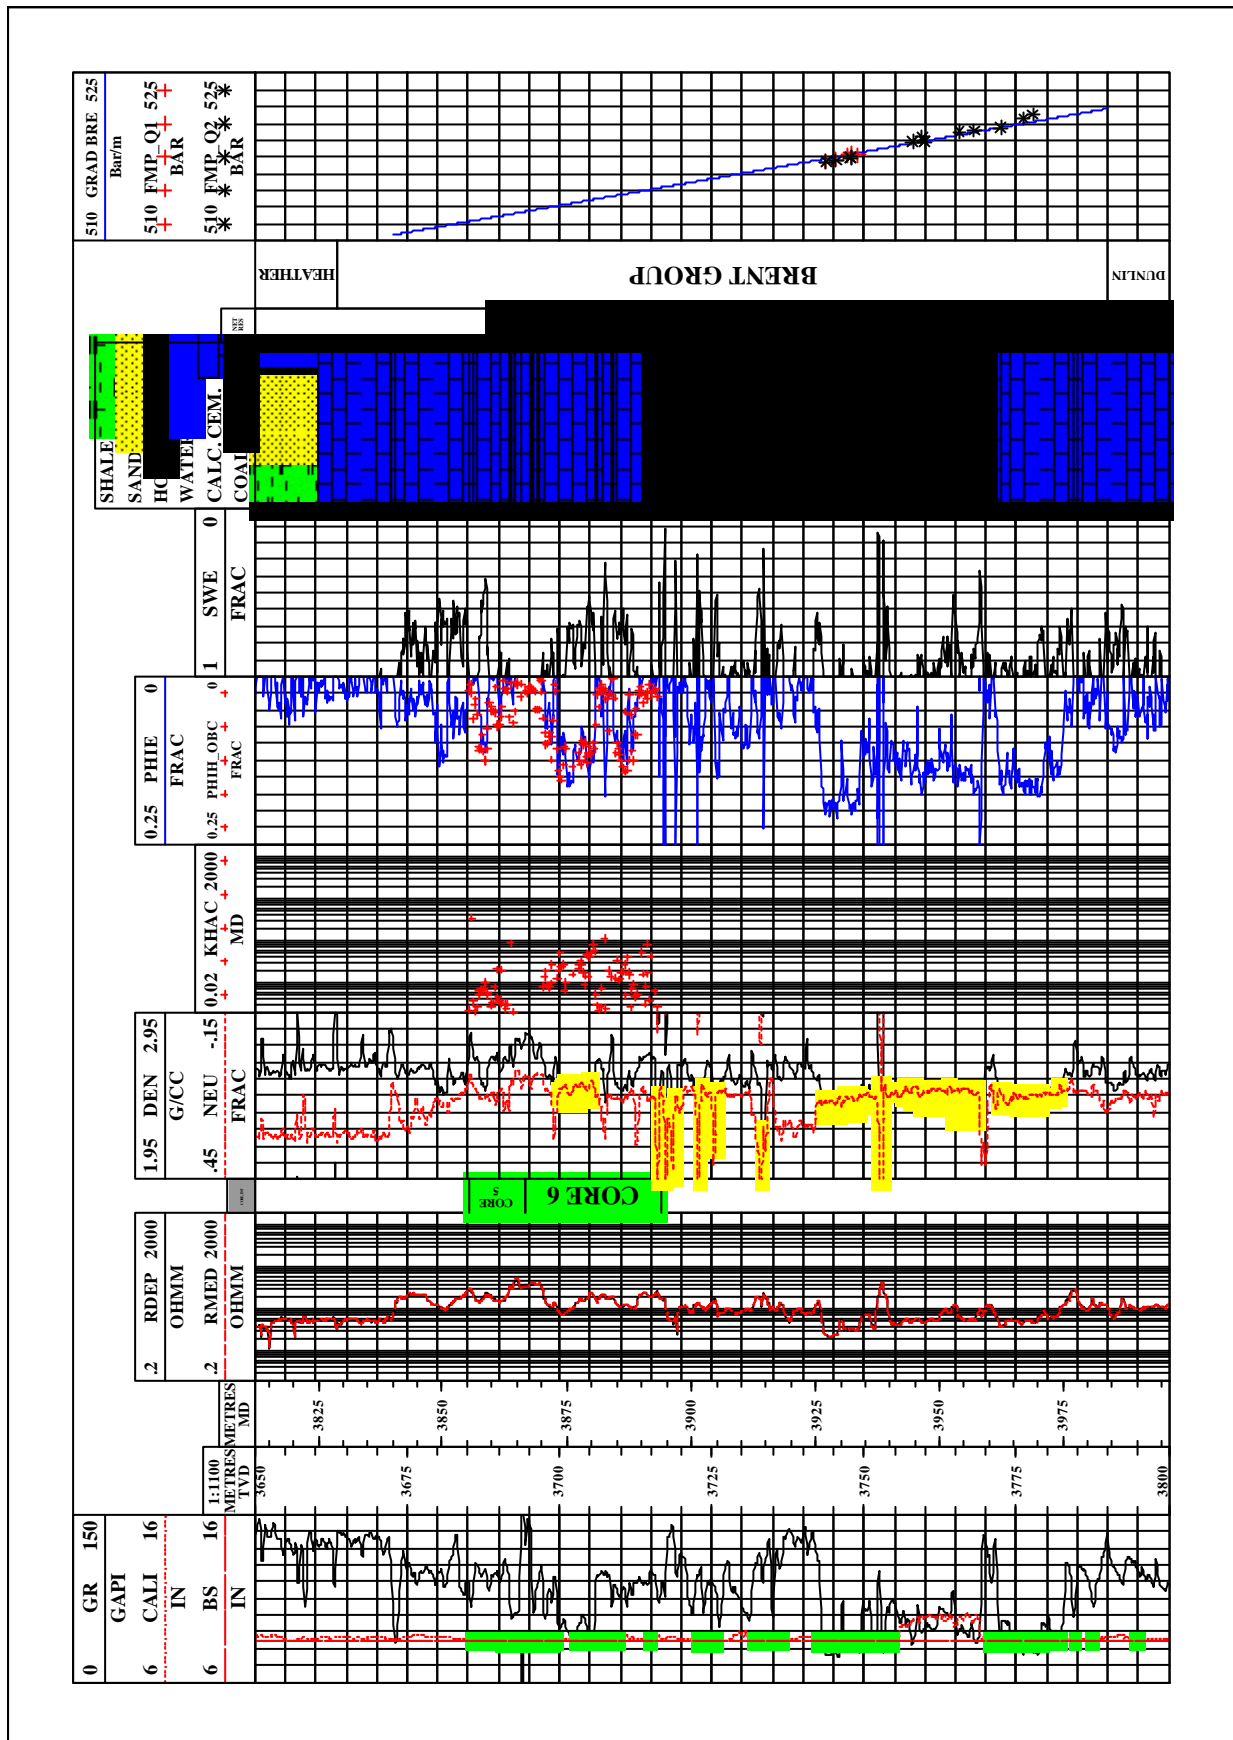 510 GRAD BRE 525
Bar/m
510 FMP_Q1 525
BAR
510 FMP_Q2 525
BAR
HEATHER
BRENT GROUP
DUNLIN
NET
RES
SHALE
SAND
HC
WATER
CALC. CEM.
COAL
1 SWE 0
FRAC
0.25 PHIE 0
FRAC
0.25 PHIH_OBC 0
FRAC
0.02 KHAC 2000
MD
1.95 DEN 2.95
G/CC
.45 NEU -.15
FRAC
CORE
5
CORE 6
.2 RDEP 2000
OHMM
.2 RMED 2000
OHMM
METRES
MD
3825 3850 3875 3900 3925 3950 3975
1:1100
METRES
TVD
3650 3675 3700 3725 3750 3775 3800
0 GR 150
GAPI
6 CALI 16
IN
6 BS 16
IN